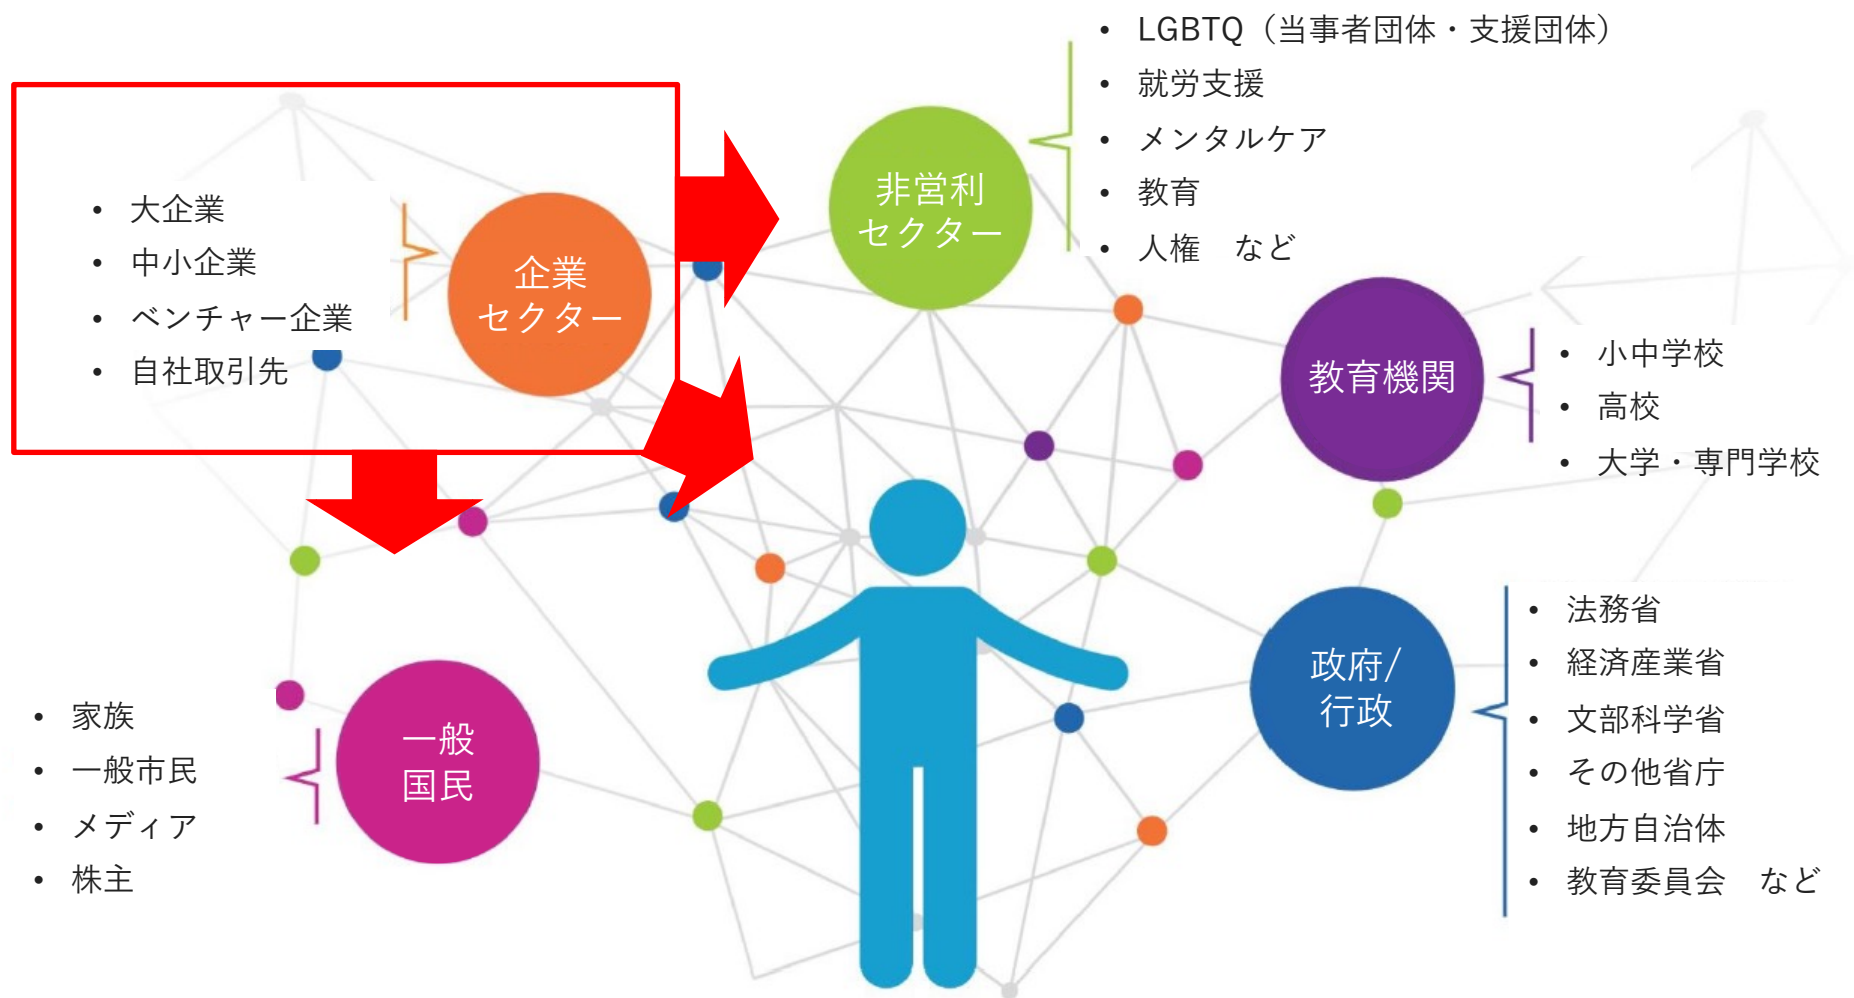 • LGBTQ（当事者団体・支援団体）
• 就労支援
• メンタルケア
• 教育
• 人権　など
非営利
セクター
• 大企業
• 中小企業
• ベンチャー企業
• 自社取引先
企業
セクター
教育機関
• 小中学校
• 高校
• 大学・専門学校
政府/
行政
• 法務省
• 経済産業省
• 文部科学省
• その他省庁
• 地方自治体
• 教育委員会　など
• 家族
• 一般市民
• メディア
• 株主
一般
国民